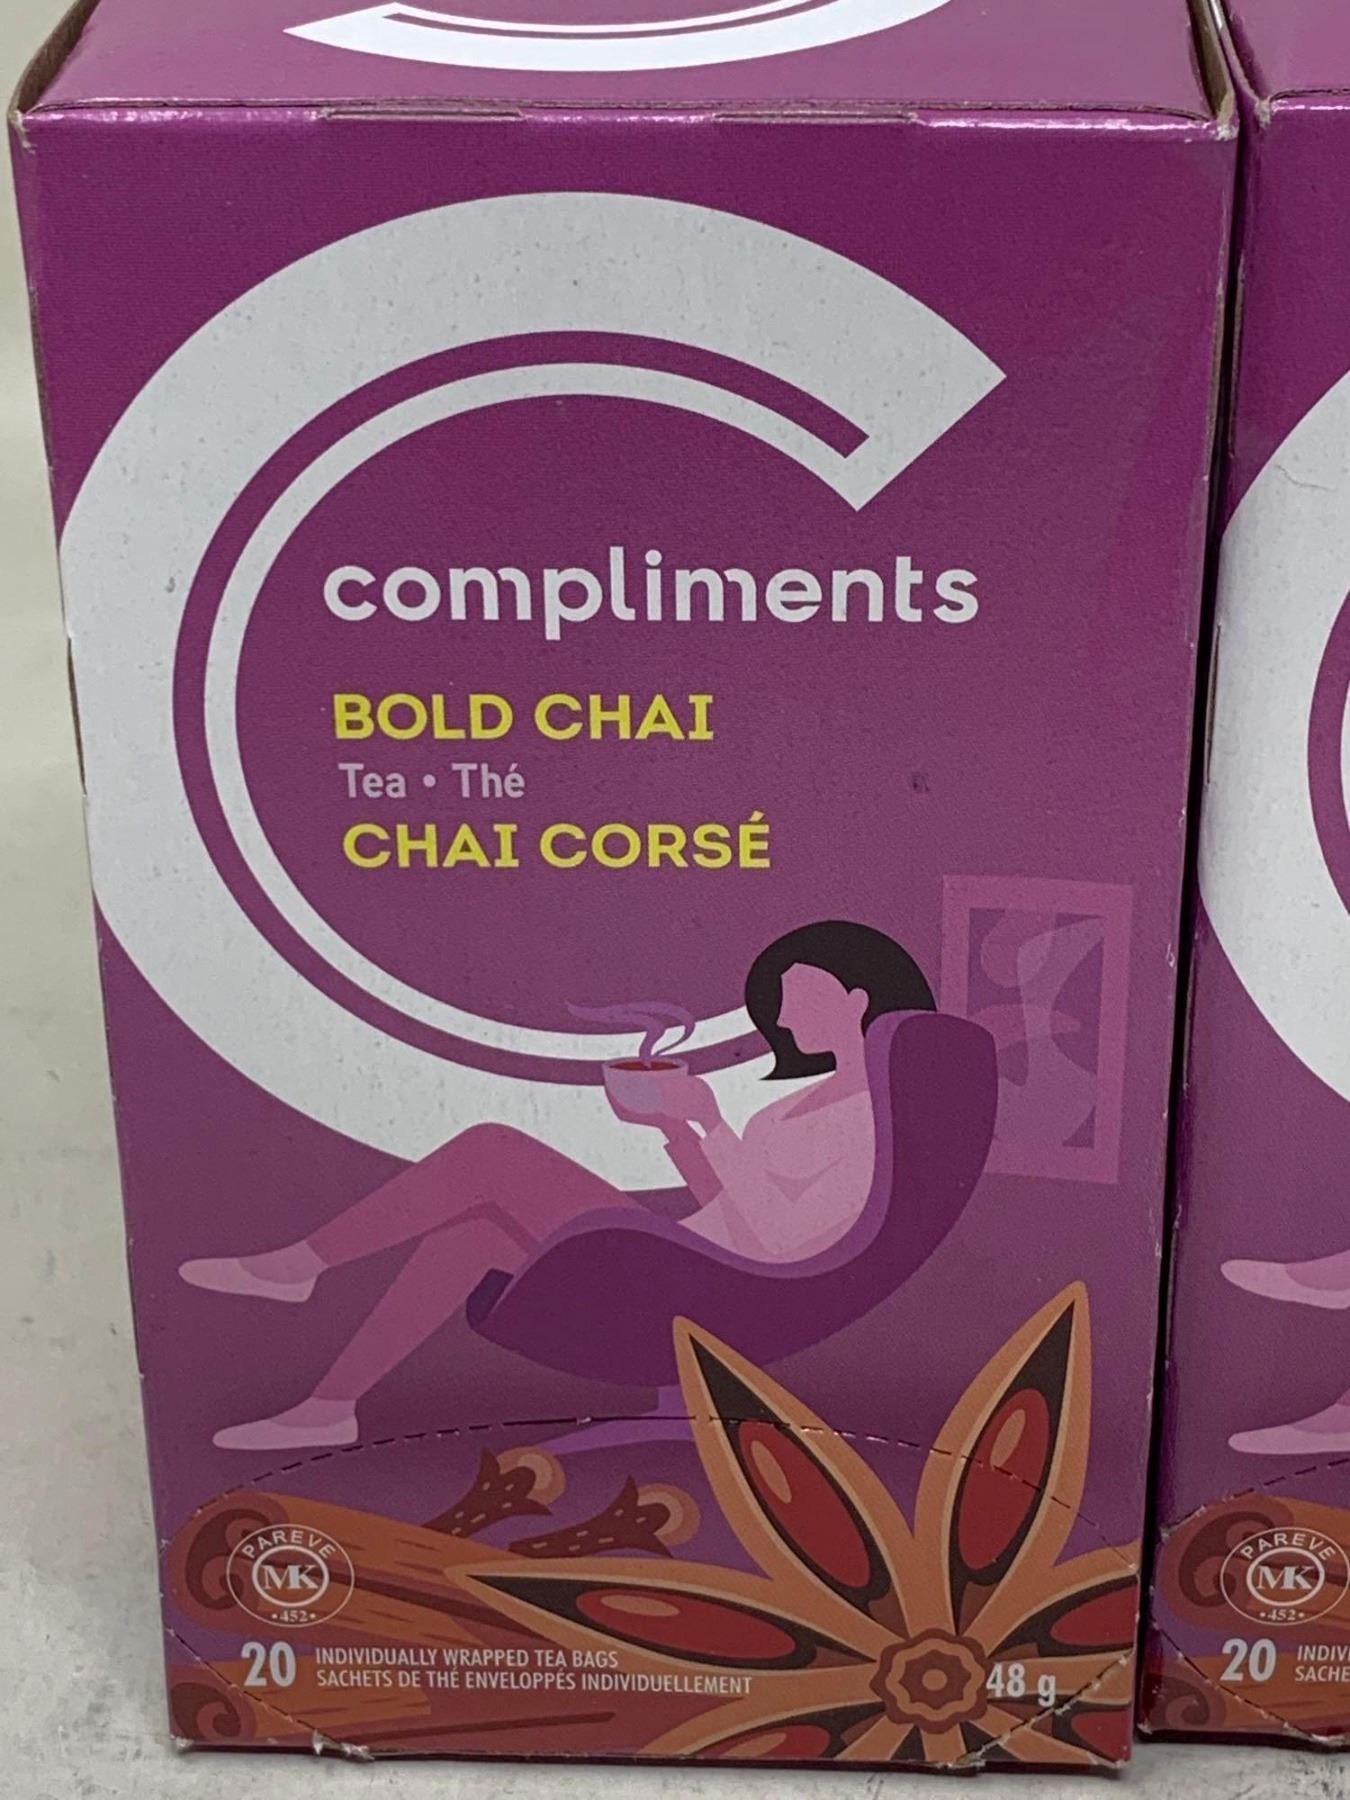 compliments
BOLD CHAI
Tea • Thé
CHAI CORSÉ
PAREVE
MK
•452•
20 INDIVIDUALLY WRAPPED TEA BAGS
SACHETS DE THÉ ENVELOPPÉS INDIVIDUELLEMENT
48 g
PAREVE
MK
•452•
20